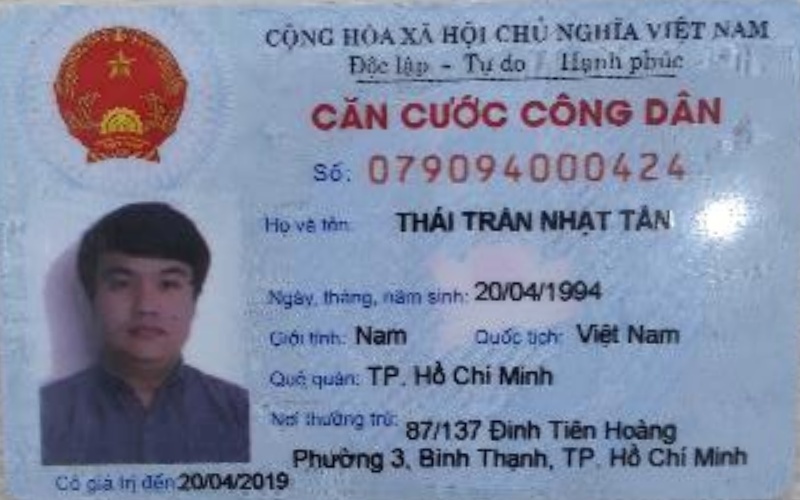 CỘNG HÒA XÃ HỘI CHỦ NGHĨA VIỆT NAM
Độc lập - Tự do / Hạnh phúc
CĂN CƯỚC CÔNG DÂN
Số: 079094000424
Họ và tên: THÁI TRẦN NHẬT TÂN
Ngày, tháng, năm sinh: 20/04/1994
Giới tính: Nam Quốc tịch: Việt Nam
Quê quán: TP. Hồ Chí Minh
Nơi thường trú: 87/137 Đinh Tiên Hoàng
Phường 3, Bình Thạnh, TP. Hồ Chí Minh
Có giá trị đến: 20/04/2019